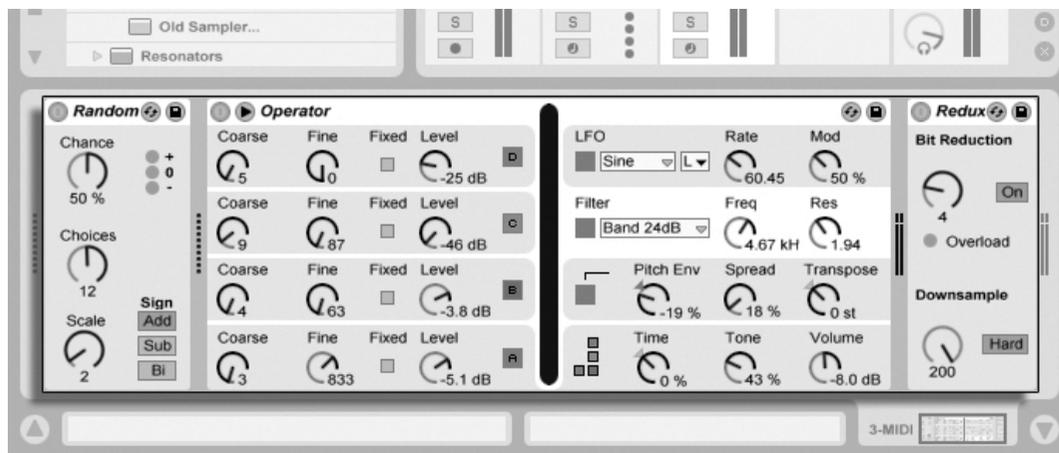 Old Sampler...
Resonators
S S S
D
X
Random
Chance
50 %
+
0
-
Choices
12
Scale
2
Sign
Add
Sub
Bi
Operator
Coarse Fine Fixed Level
5 0 -25 dB D
Coarse Fine Fixed Level
9 87 -46 dB C
Coarse Fine Fixed Level
4 63 -3.8 dB B
Coarse Fine Fixed Level
3 833 -5.1 dB A
LFO Rate Mod
Sine L 60.45 50 %
Filter Freq Res
Band 24dB 4.67 kH 1.94
Pitch Env Spread Transpose
-19 % 18 % 0 st
Time Tone Volume
0 % 43 % -8.0 dB
Redux
Bit Reduction
4 On
Overload
Downsample
200 Hard
3-MIDI